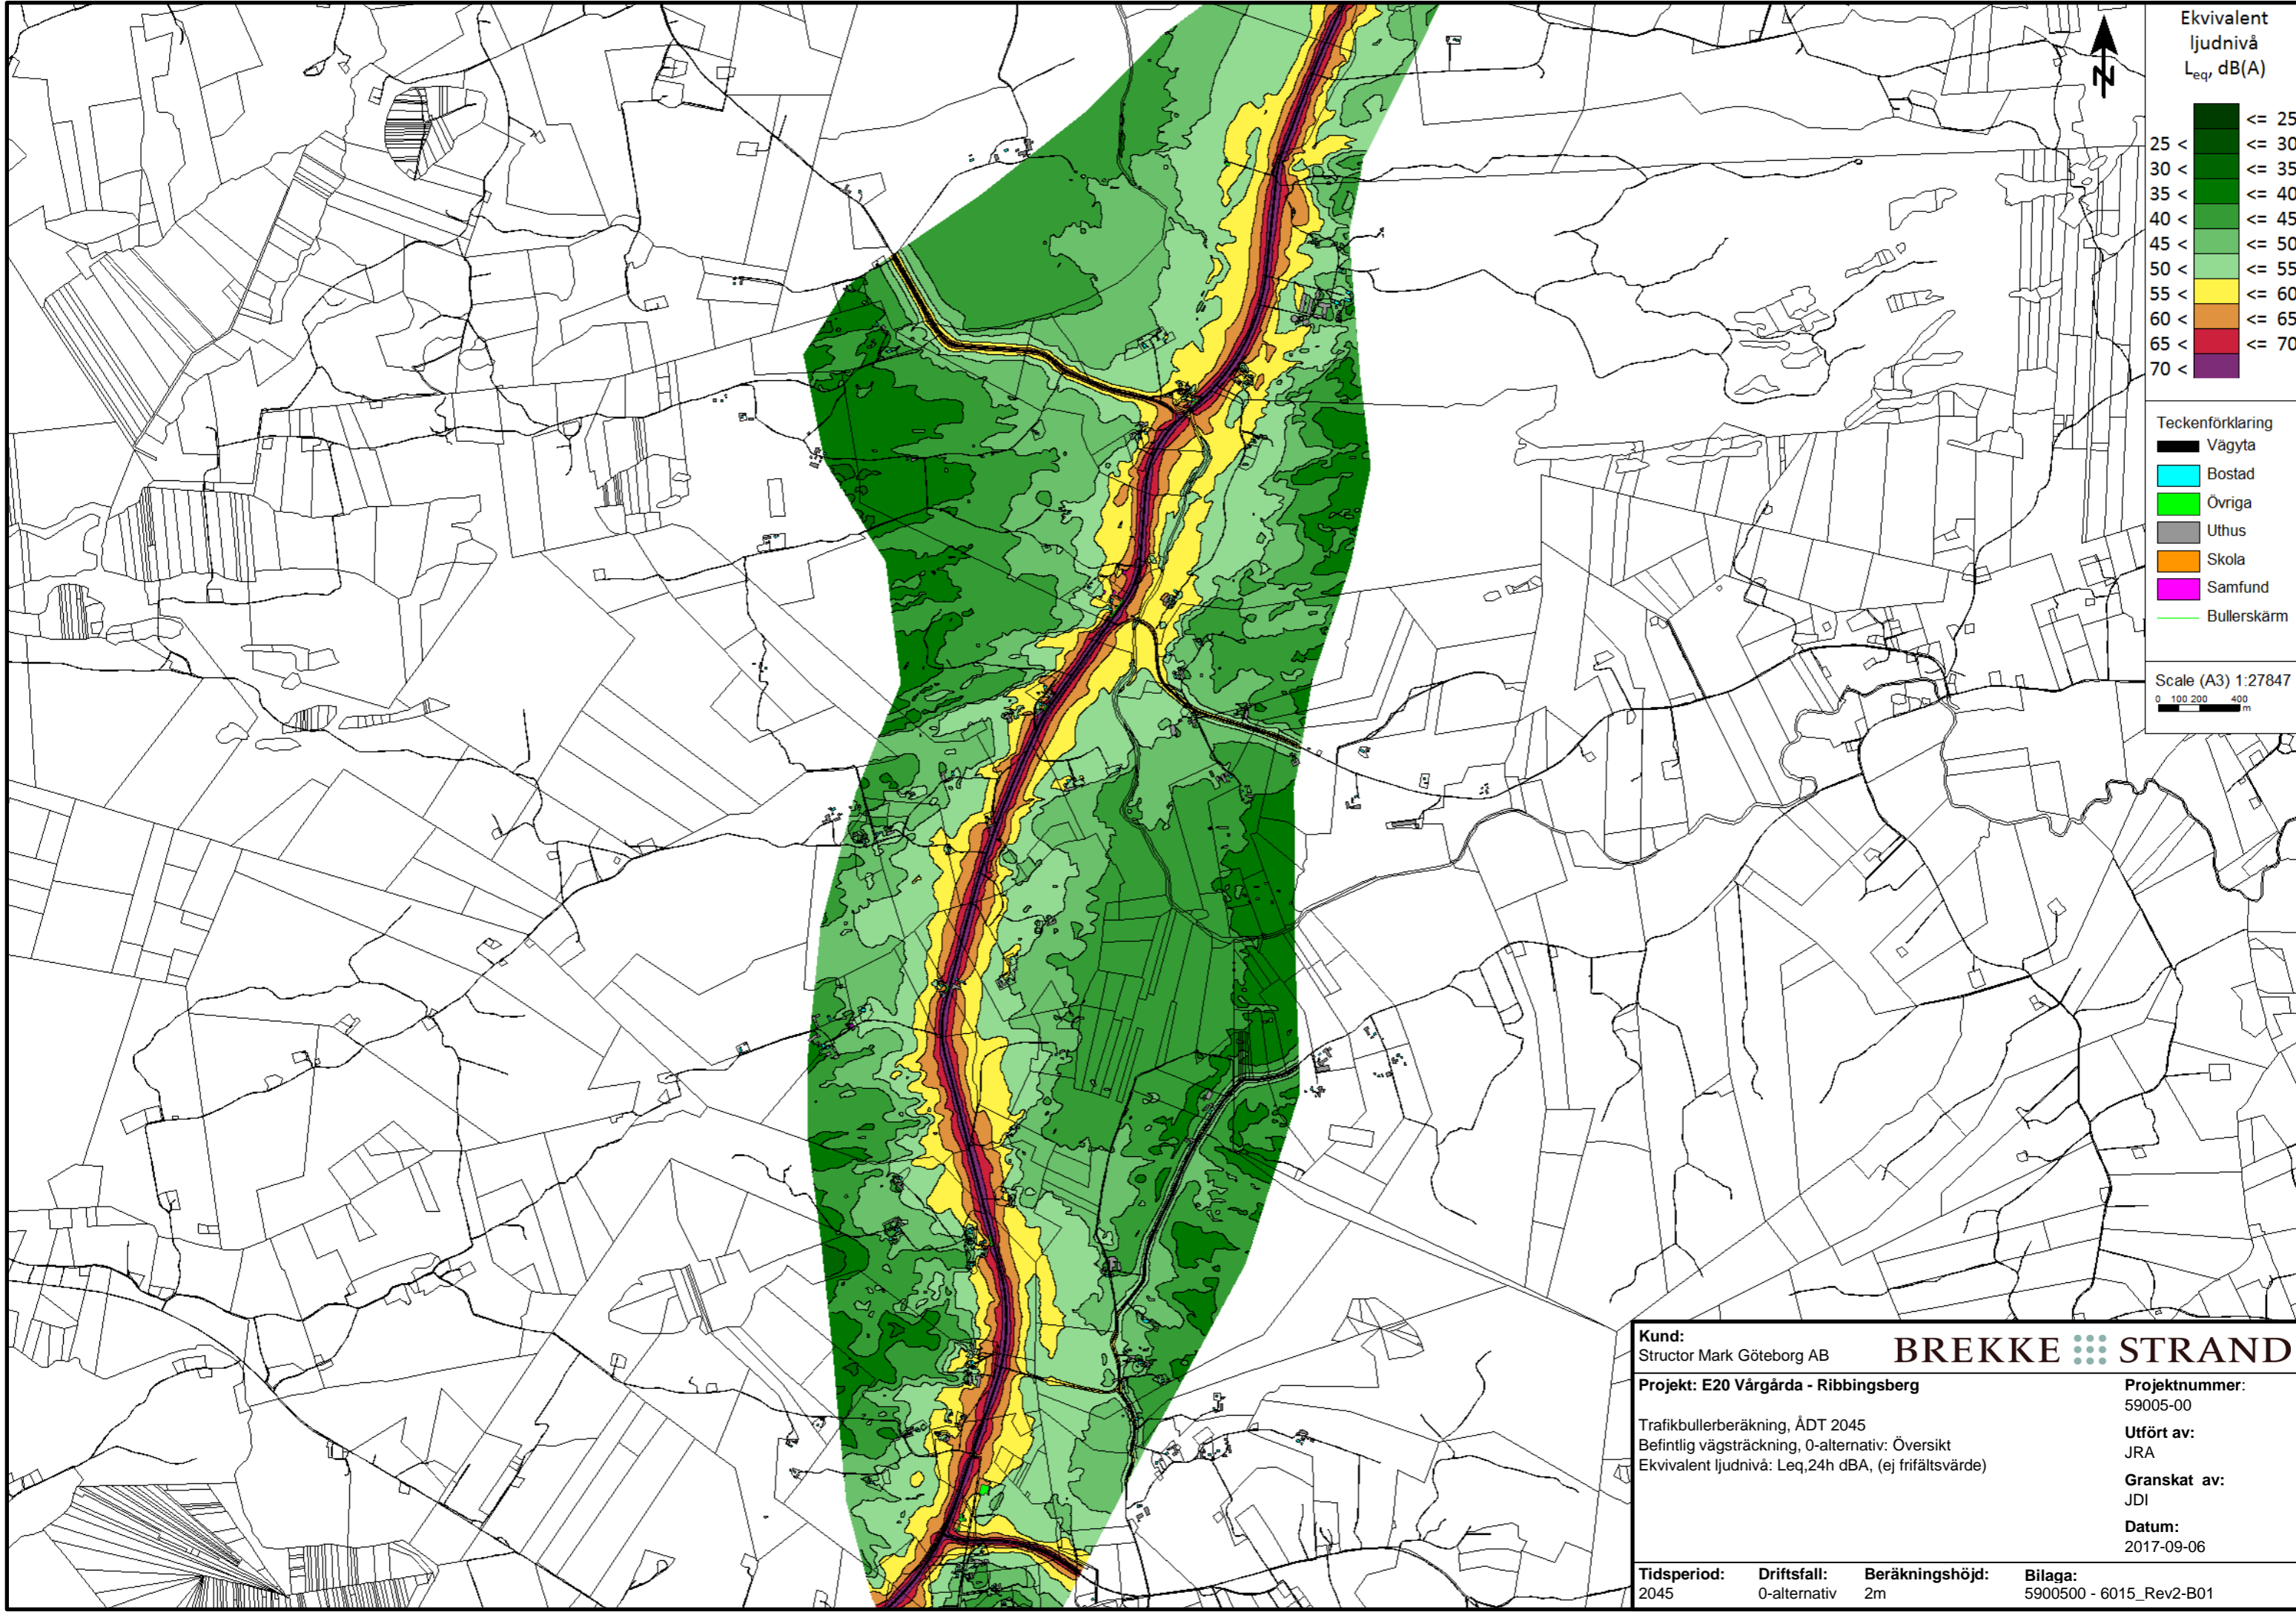 N
Ekvivalent
ljudnivå
Leq, dB(A)
<= 25
25 < <= 30
30 < <= 35
35 < <= 40
40 < <= 45
45 < <= 50
50 < <= 55
55 < <= 60
60 < <= 65
65 < <= 70
70 <
Teckenförklaring
Vägyta
Bostad
Övriga
Uthus
Skola
Samfund
Bullerskärm
Scale (A3) 1:27847
0 100 200 400
m
Kund:
Structor Mark Göteborg AB
BREKKE STRAND
Projekt: E20 Vårgårda - Ribbingsberg
Trafikbullerberäkning, ÅDT 2045
Befintlig vägsträckning, 0-alternativ: Översikt
Ekvivalent ljudnivå: Leq,24h dBA, (ej frifältsvärde)
Projektnummer:
59005-00
Utfört av:
JRA
Granskat av:
JDI
Datum:
2017-09-06
Tidsperiod: Driftsfall: Beräkningshöjd: Bilaga:
2045 0-alternativ 2m 5900500 - 6015_Rev2-B01